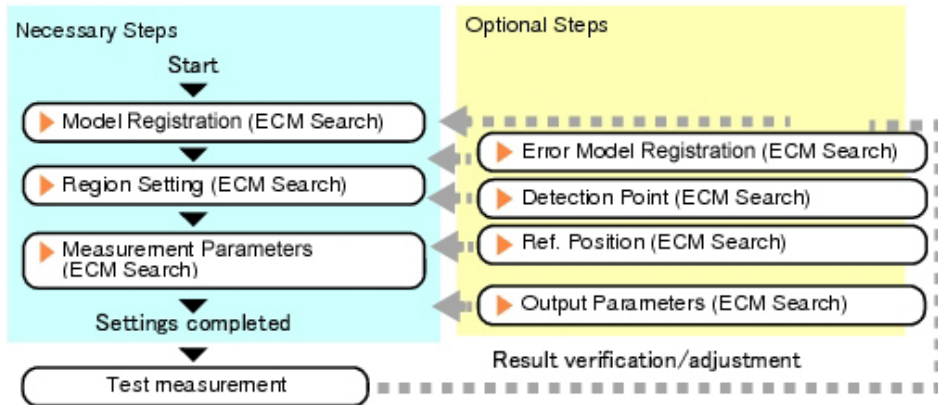 Necessary Steps
Start
Model Registration (ECM Search)
Region Setting (ECM Search)
Measurement Parameters
(ECM Search)
Settings completed
Test measurement
Optional Steps
Error Model Registration (ECM Search)
Detection Point (ECM Search)
Ref. Position (ECM Search)
Output Parameters (ECM Search)
Result verification/adjustment